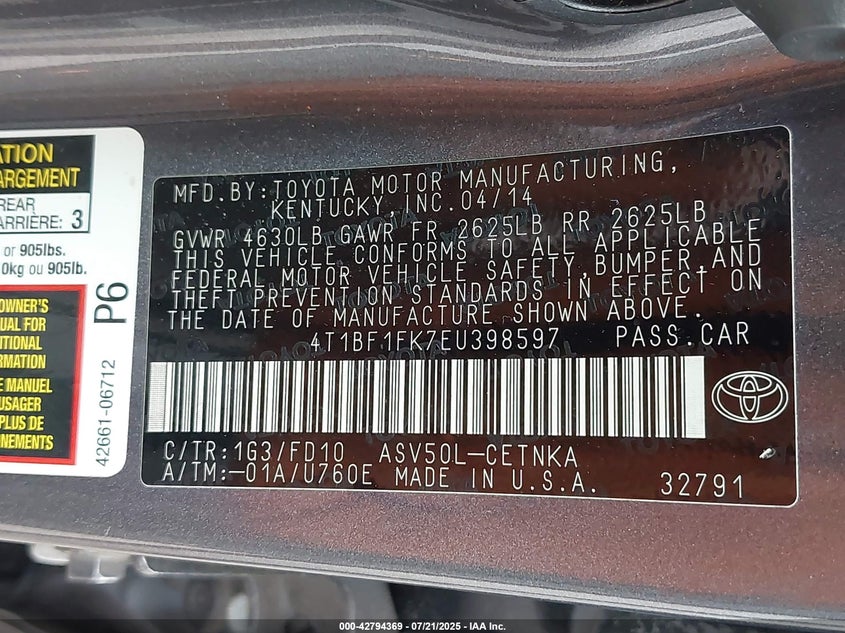 ATION
ARGEMENT
REAR
ARRIÈRE: 3
or 905lbs.
0kg ou 905lb.
P6
OWNER'S
UAL FOR
ITIONAL
RMATION
E MANUEL
USAGER
PLUS DE
NEMENTS
42661-06712
MFD.BY:TOYOTA MOTOR MANUFACTURING,
KENTUCKY INC.04/14
GVWR 4630LB GAWR FR 2625LB RR 2625LB
THIS VEHICLE CONFORMS TO ALL APPLICABLE
FEDERAL MOTOR VEHICLE SAFETY,BUMPER,AND
THEFT PREVENTION STANDARDS IN EFFECT ON
THE DATE OF MANUFACTURE SHOWN ABOVE.
4T1BF1FK7EU398597 PASS.CAR
C/TR:1G3/FD10 ASV50L-CETNKA
A/TM:-01A/U760E MADE IN U.S.A. 32791
000-42794369 - 07/21/2025 - IAA Inc.